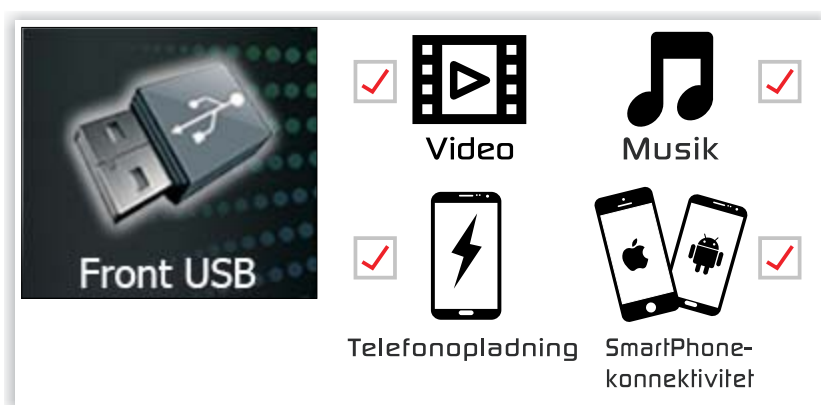 Video
Musik
Front USB
Telefonopladning
SmartPhone-
konnektivitet